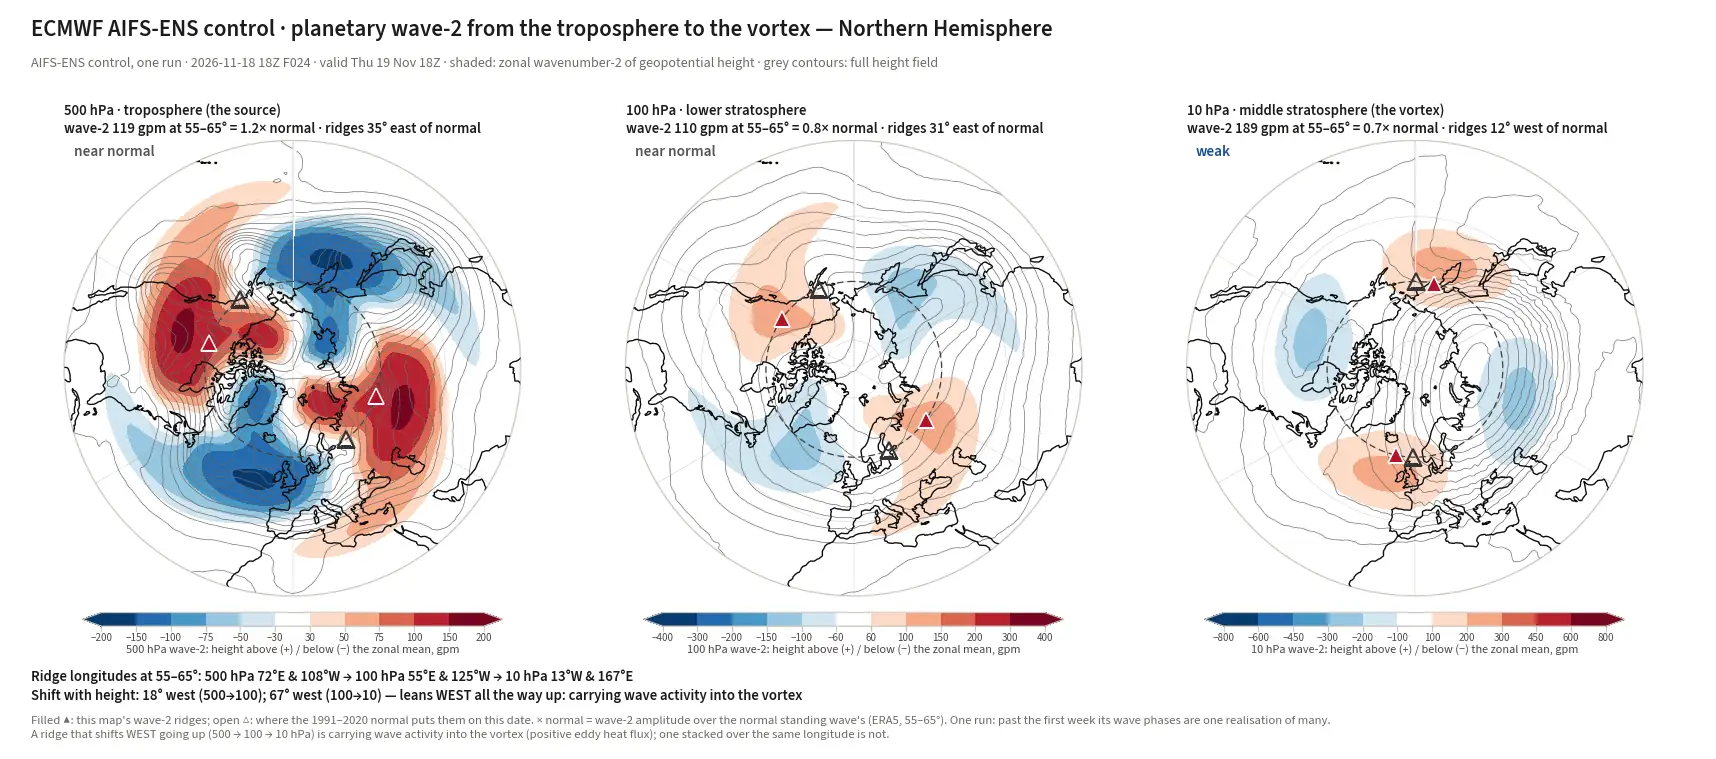 ECMWF AIFS-ENS control · planetary wave-2 from the troposphere to the vortex — Northern Hemisphere
AIFS-ENS control, one run · 2026-11-18 18Z F024 · valid Thu 19 Nov 18Z · shaded: zonal wavenumber-2 of geopotential height · grey contours: full height field
500 hPa · troposphere (the source)
wave-2 119 gpm at 55–65° = 1.2× normal · ridges 35° east of normal
near normal
100 hPa · lower stratosphere
wave-2 110 gpm at 55–65° = 0.8× normal · ridges 31° east of normal
near normal
10 hPa · middle stratosphere (the vortex)
wave-2 189 gpm at 55–65° = 0.7× normal · ridges 12° west of normal
weak
−200 −150 −100 −75 −50 −30 30 50 75 100 150 200
500 hPa wave-2: height above (+) / below (−) the zonal mean, gpm
−400 −300 −200 −150 −100 −60 60 100 150 200 300 400
100 hPa wave-2: height above (+) / below (−) the zonal mean, gpm
−800 −600 −450 −300 −200 −100 100 200 300 450 600 800
10 hPa wave-2: height above (+) / below (−) the zonal mean, gpm
Ridge longitudes at 55–65°: 500 hPa 72°E & 108°W → 100 hPa 55°E & 125°W → 10 hPa 13°W & 167°E
Shift with height: 18° west (500→100); 67° west (100→10) — leans WEST all the way up: carrying wave activity into the vortex
Filled ▲: this map's wave-2 ridges; open △: where the 1991–2020 normal puts them on this date. × normal = wave-2 amplitude over the normal standing wave's (ERA5, 55–65°). One run: past the first week its wave phases are one realisation of many.
A ridge that shifts WEST going up (500 → 100 → 10 hPa) is carrying wave activity into the vortex (positive eddy heat flux); one stacked over the same longitude is not.